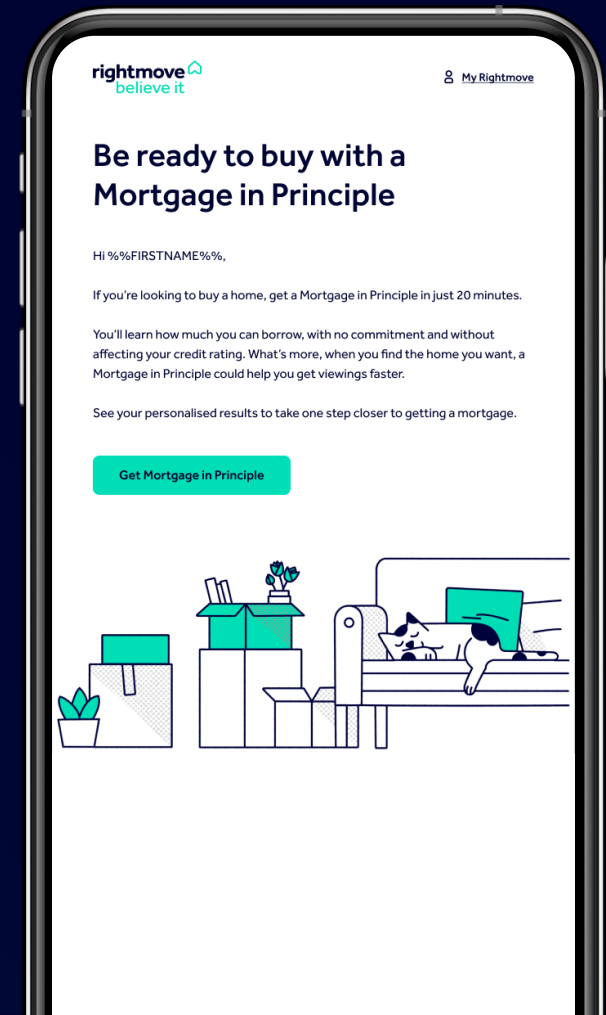 rightmove
believe it
My Rightmove
Be ready to buy with a
Mortgage in Principle
Hi %%FIRSTNAME%%,
If you’re looking to buy a home, get a Mortgage in Principle in just 20 minutes.
You’ll learn how much you can borrow, with no commitment and without
affecting your credit rating. What’s more, when you find the home you want, a
Mortgage in Principle could help you get viewings faster.
See your personalised results to take one step closer to getting a mortgage.
Get Mortgage in Principle